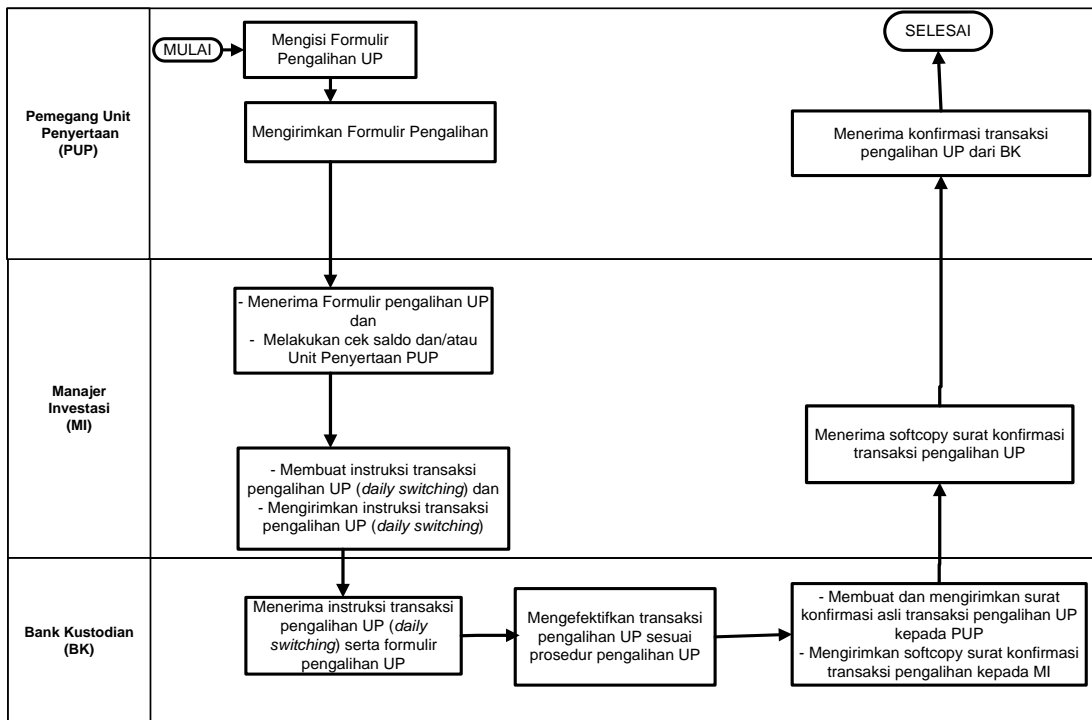 Pemegang Unit
Penyertaan
(PUP)
MULAI
Mengisi Formulir
Pengalihan UP
Mengirimkan Formulir Pengalihan
SELESAI
Menerima konfirmasi transaksi
pengalihan UP dari BK
Manajer
Investasi
(MI)
- Menerima Formulir pengalihan UP
dan
- Melakukan cek saldo dan/atau
Unit Penyertaan PUP
- Membuat instruksi transaksi
pengalihan UP (daily switching) dan
- Mengirimkan instruksi transaksi
pengalihan UP (daily switching)
Menerima softcopy surat konfirmasi
transaksi pengalihan UP
Bank Kustodian
(BK)
Menerima instruksi transaksi
pengalihan UP (daily
switching) serta formulir
pengalihan UP
Mengefektifkan transaksi
pengalihan UP sesuai
prosedur pengalihan UP
- Membuat dan mengirimkan surat
konfirmasi asli transaksi pengalihan UP
kepada PUP
- Mengirimkan softcopy surat konfirmasi
transaksi pengalihan kepada MI